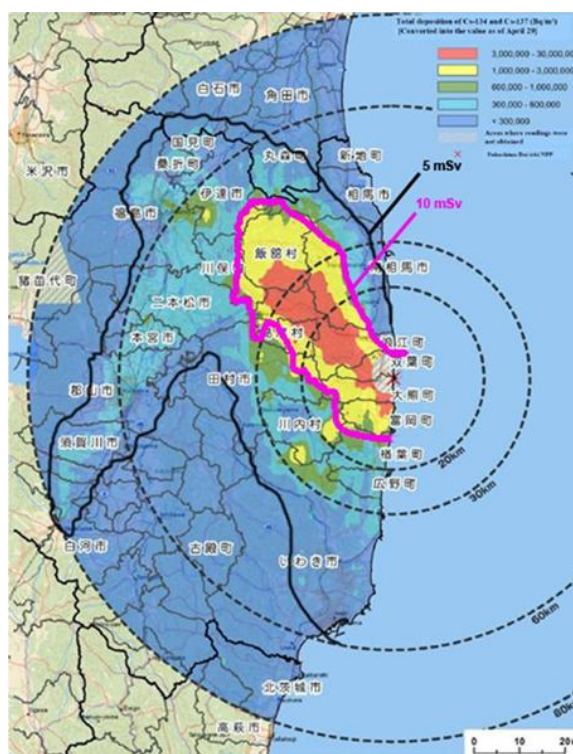 Total deposition of Cs-134 and Cs-137 (Bq/m²)
[Converted into the value as of April 29]
3,000,000 - 30,000,000
1,000,000 - 3,000,000
600,000 - 1,000,000
300,000 - 600,000
< 300,000
Areas where readings were
not obtained
白石市
角田市
国見町
桑折町
丸森町
新地町
米沢市
伊達市
相馬市
5 mSv
10 mSv
福島市
飯舘村
川俣
相馬市
猪苗代町
二本松市
浪江町
本宮市
双葉町
田村市
大熊町
郡山市
富岡町
川内村
須賀川市
楢葉町
20km
広野町
30km
白河市
古殿町
いわき市
60km
北茨城市
高萩市
80km
0
10
20